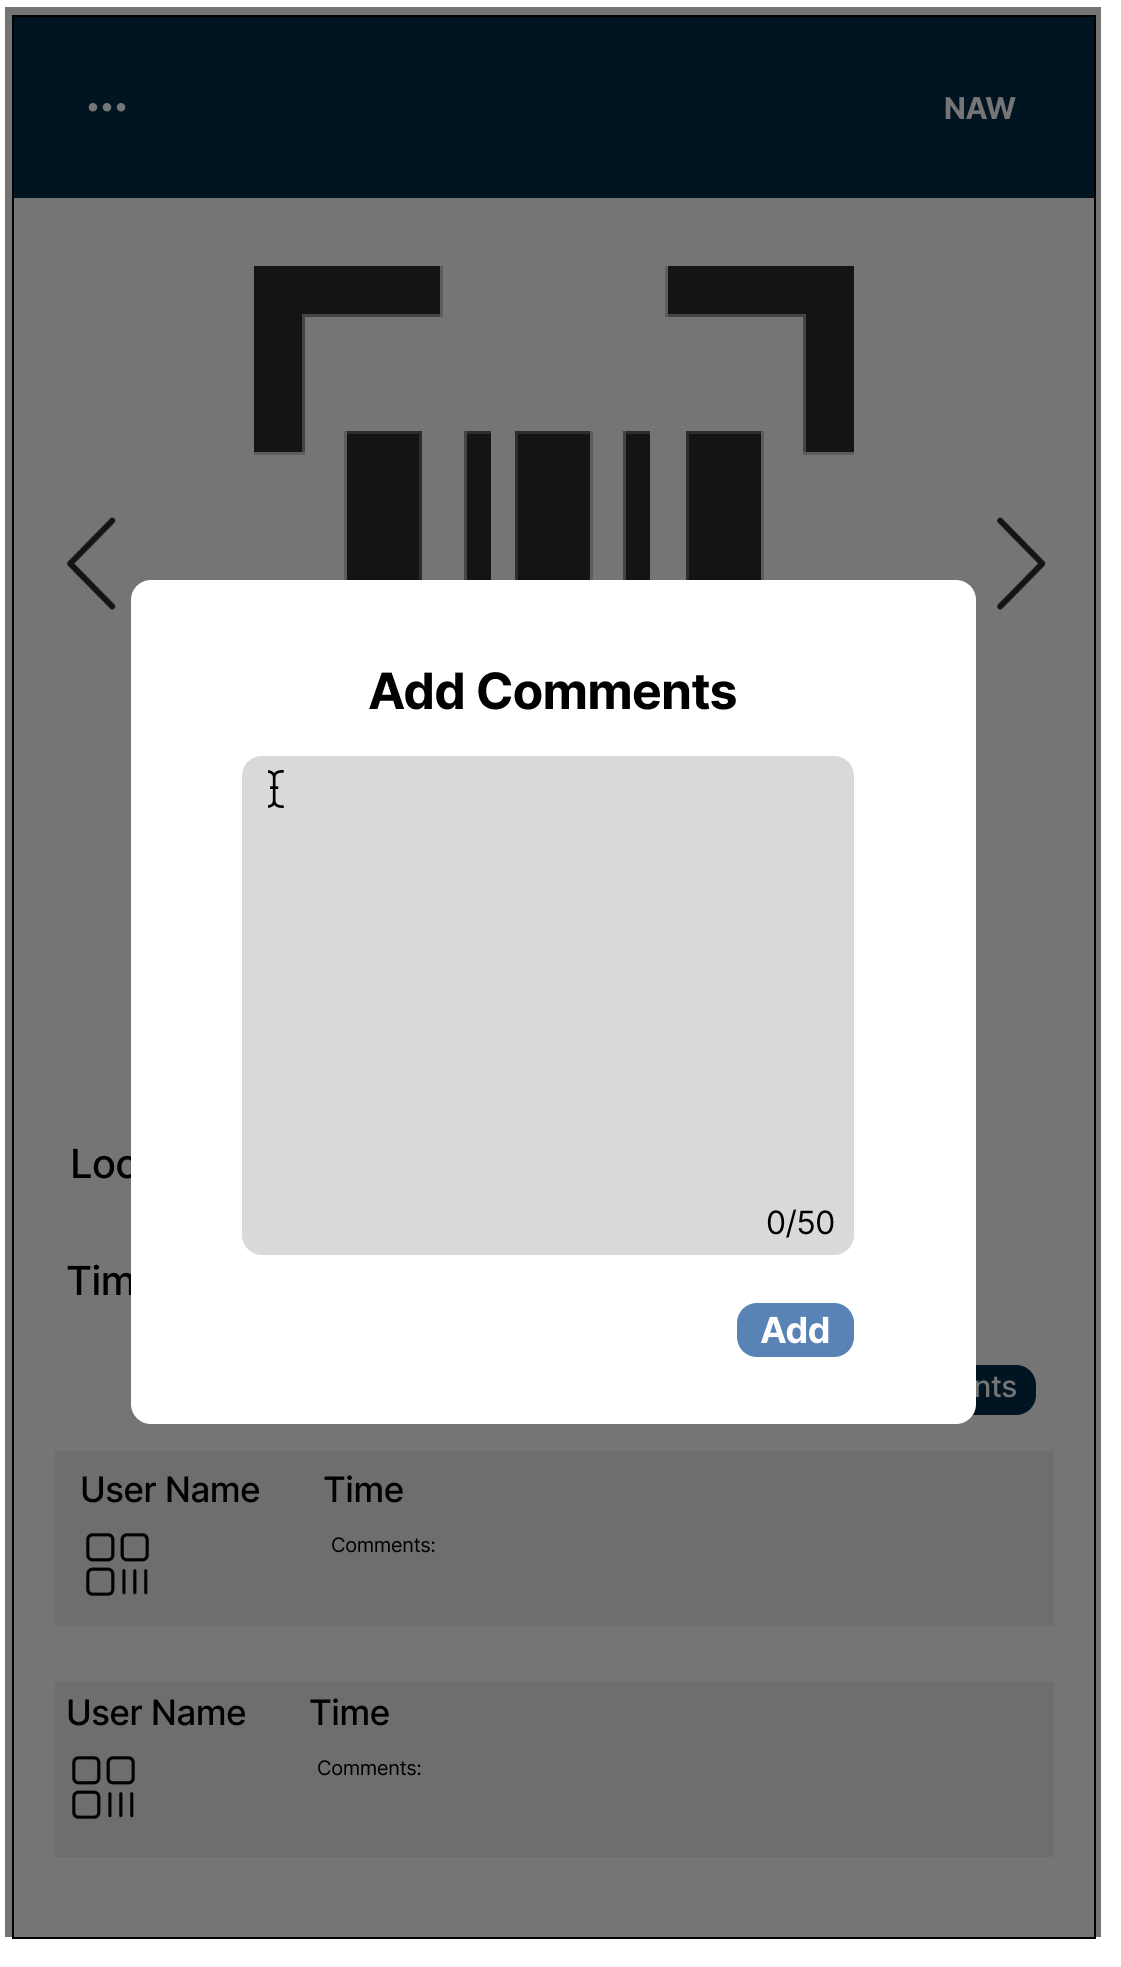 •••
NAW
Add Comments
0/50
Loc
Tim
Add
nts
User Name Time
Comments:
User Name Time
Comments: